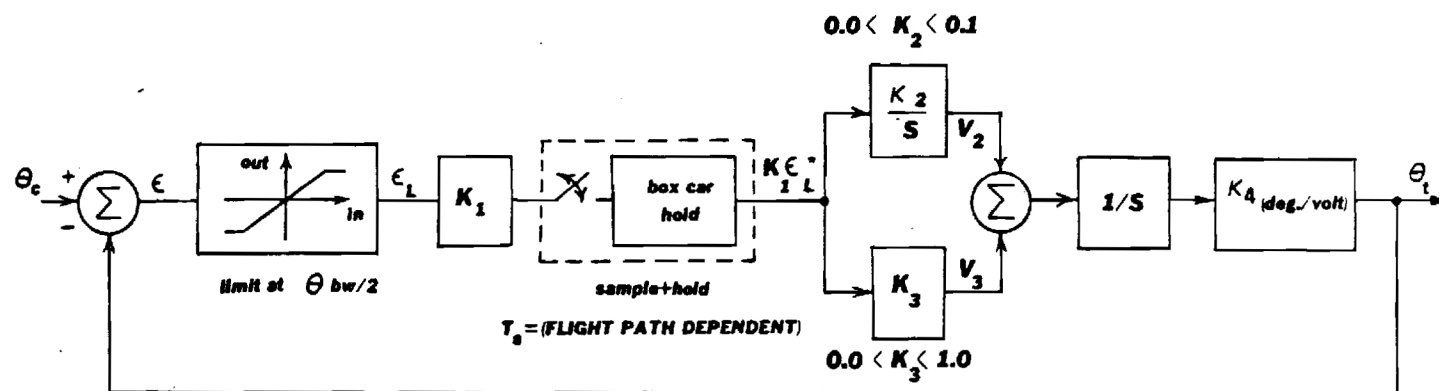 0.0 < K2 < 0.1
K2
S
V2
out
in
θc
+
−
Σ
ϵ
ϵL
K1
box car
hold
K1ϵL*
Σ
1/S
K4 (deg./volt)
θt
limit at θ bw/2
sample+hold
K3
V3
Ts = (FLIGHT PATH DEPENDENT)
0.0 < K3 < 1.0